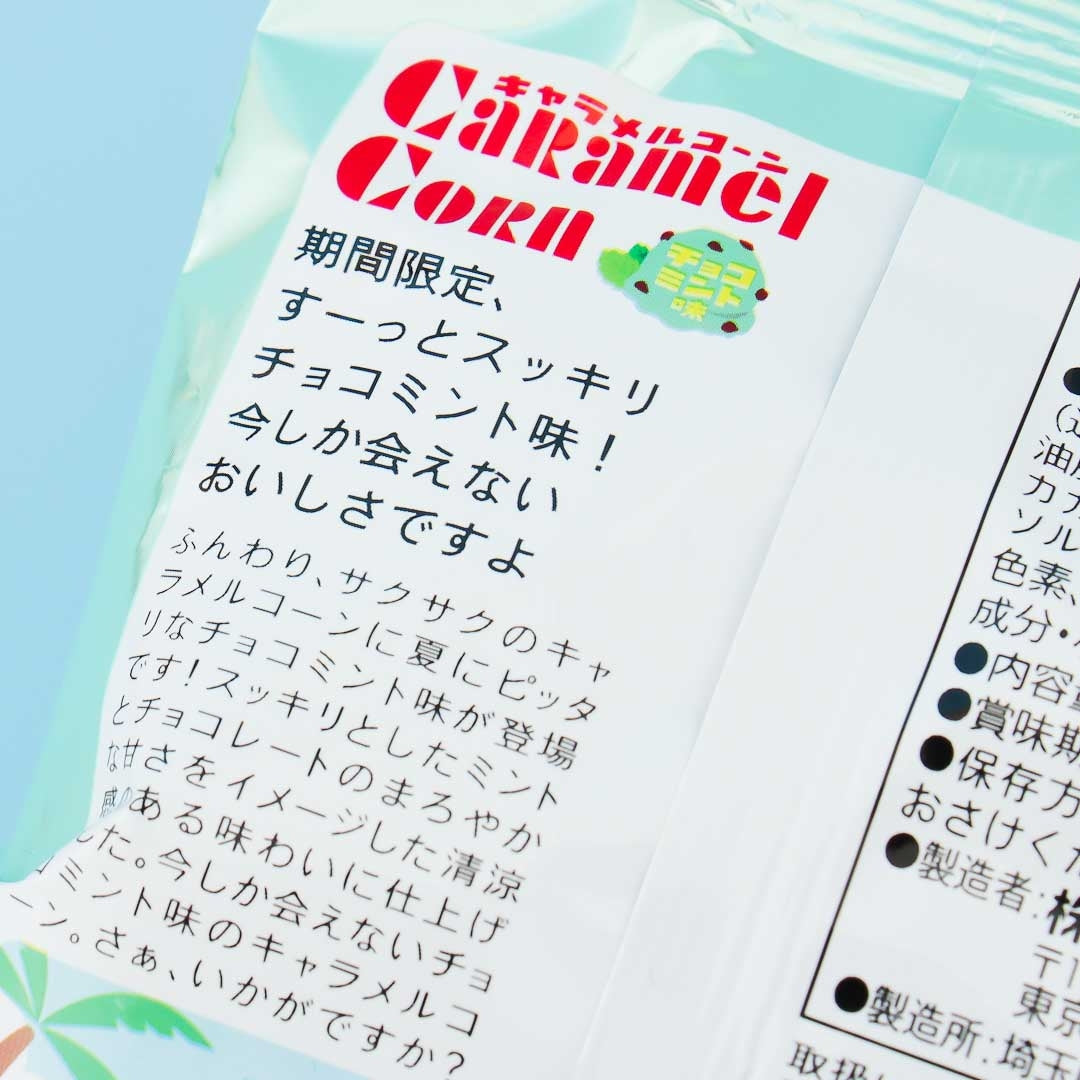 キャラメルコーン
Caramel
Corn
チョコ
ミント
味
期間限定、
すーっとスッキリ
チョコミント味！
今しか会えない
おいしさですよ
ふんわり、サクサクのキャ
ラメルコーンに夏にピッタ
リなチョコミント味が登場
です！スッキリとしたミント
とチョコレートのまろやか
な甘さをイメージした清涼
感のある味わいに仕上げ
した。今しか会えないチョ
コミント味のキャラメルコ
ーン。さぁ、いかがですか？
油
カカ
ソル
色素、
成分・
●内容
●賞味期
●保存方
おさけくだ
●製造者：株
〒1
東京
●製造所：埼玉
取扱